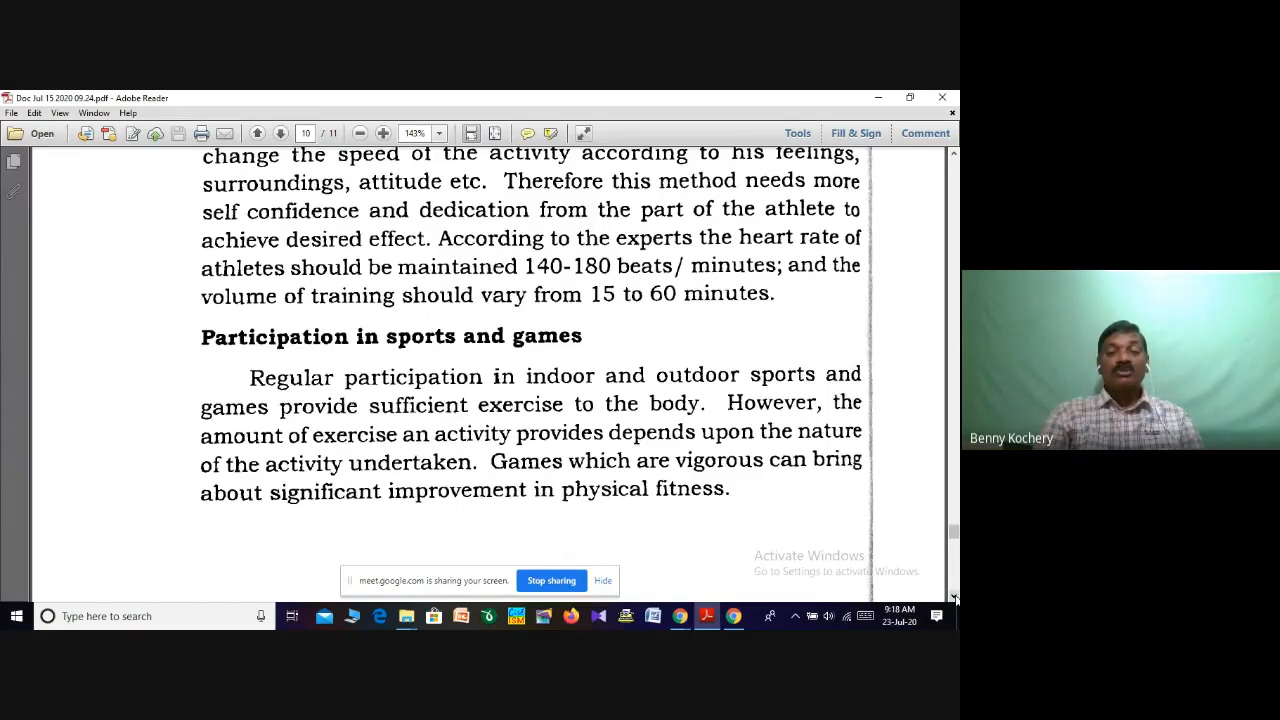 Doc Jul 15 2020 09.24.pdf - Adobe Reader
File Edit View Window Help
Open 10 / 11 143% Tools Fill & Sign Comment
change the speed of the activity according to his feelings,
surroundings, attitude etc. Therefore this method needs more
self confidence and dedication from the part of the athlete to
achieve desired effect. According to the experts the heart rate of
athletes should be maintained 140-180 beats/ minutes; and the
volume of training should vary from 15 to 60 minutes.
Participation in sports and games
Regular participation in indoor and outdoor sports and
games provide sufficient exercise to the body. However, the
amount of exercise an activity provides depends upon the nature
of the activity undertaken. Games which are vigorous can bring
about significant improvement in physical fitness.
Activate Windows
Go to Settings to activate Windows.
meet.google.com is sharing your screen. Stop sharing Hide
Type here to search
9:18 AM
23-Jul-20
Benny Kochery